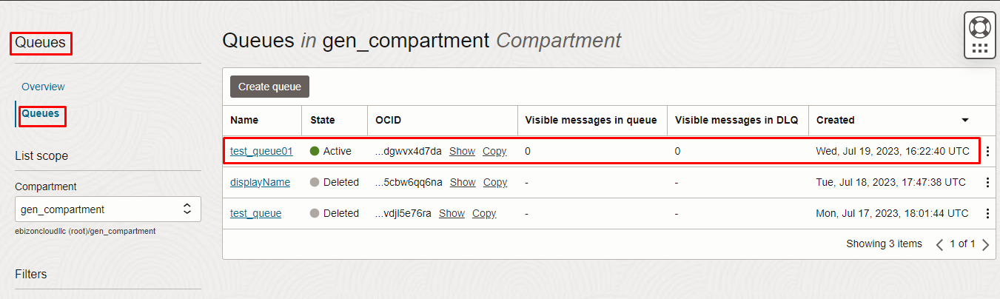 Queues
Overview
Queues
List scope
Compartment
gen_compartment
ebizoncloudllc (root)/gen_compartment
Filters
Queues in gen_compartment Compartment
Create queue
Name State OCID Visible messages in queue Visible messages in DLQ Created
test_queue01 Active ...dgwvx4d7da Show Copy 0 0 Wed, Jul 19, 2023, 16:22:40 UTC
displayName Deleted ...5cbw6qq6na Show Copy - - Tue, Jul 18, 2023, 17:47:38 UTC
test_queue Deleted ...vdjl5e76ra Show Copy - - Mon, Jul 17, 2023, 18:01:44 UTC
Showing 3 items 1 of 1